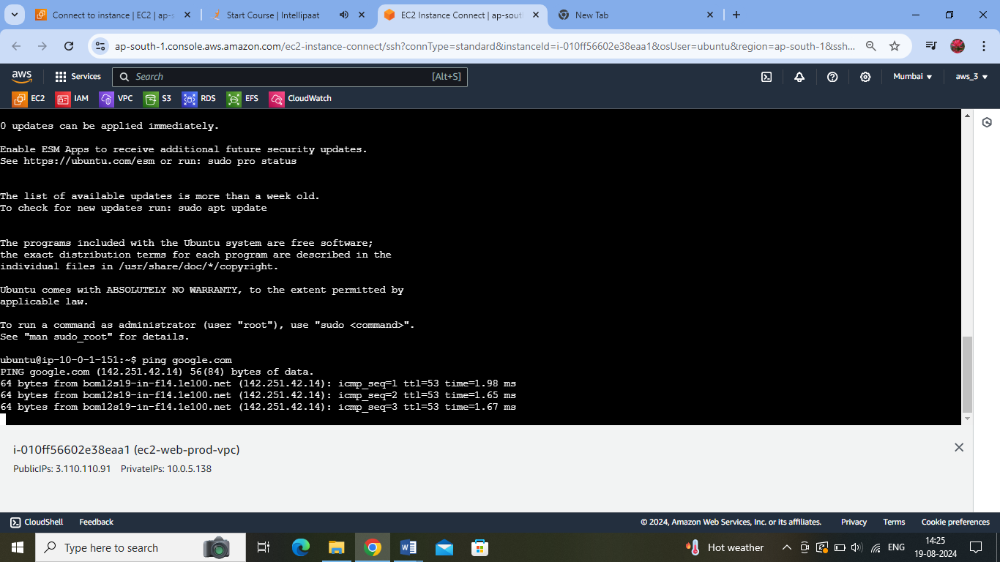 Connect to instance | EC2 | ap-s
Start Course | Intellipaat
EC2 Instance Connect | ap-sout
New Tab
ap-south-1.console.aws.amazon.com/ec2-instance-connect/ssh?connType=standard&instanceId=i-010ff56602e38eaa1&osUser=ubuntu&region=ap-south-1&ssh...
aws
Services
Search
[Alt+S]
Mumbai
aws_3
EC2
IAM
VPC
S3
RDS
EFS
CloudWatch
0 updates can be applied immediately.
Enable ESM Apps to receive additional future security updates.
See https://ubuntu.com/esm or run: sudo pro status
The list of available updates is more than a week old.
To check for new updates run: sudo apt update
The programs included with the Ubuntu system are free software;
the exact distribution terms for each program are described in the
individual files in /usr/share/doc/*/copyright.
Ubuntu comes with ABSOLUTELY NO WARRANTY, to the extent permitted by
applicable law.
To run a command as administrator (user "root"), use "sudo <command>".
See "man sudo_root" for details.
ubuntu@ip-10-0-1-151:~$ ping google.com
PING google.com (142.251.42.14) 56(84) bytes of data.
64 bytes from bom12s19-in-f14.1e100.net (142.251.42.14): icmp_seq=1 ttl=53 time=1.98 ms
64 bytes from bom12s19-in-f14.1e100.net (142.251.42.14): icmp_seq=2 ttl=53 time=1.65 ms
64 bytes from bom12s19-in-f14.1e100.net (142.251.42.14): icmp_seq=3 ttl=53 time=1.67 ms
i-010ff56602e38eaa1 (ec2-web-prod-vpc)
PublicIPs: 3.110.110.91 PrivateIPs: 10.0.5.138
CloudShell
Feedback
© 2024, Amazon Web Services, Inc. or its affiliates.
Privacy
Terms
Cookie preferences
Type here to search
Hot weather
ENG
14:25
19-08-2024